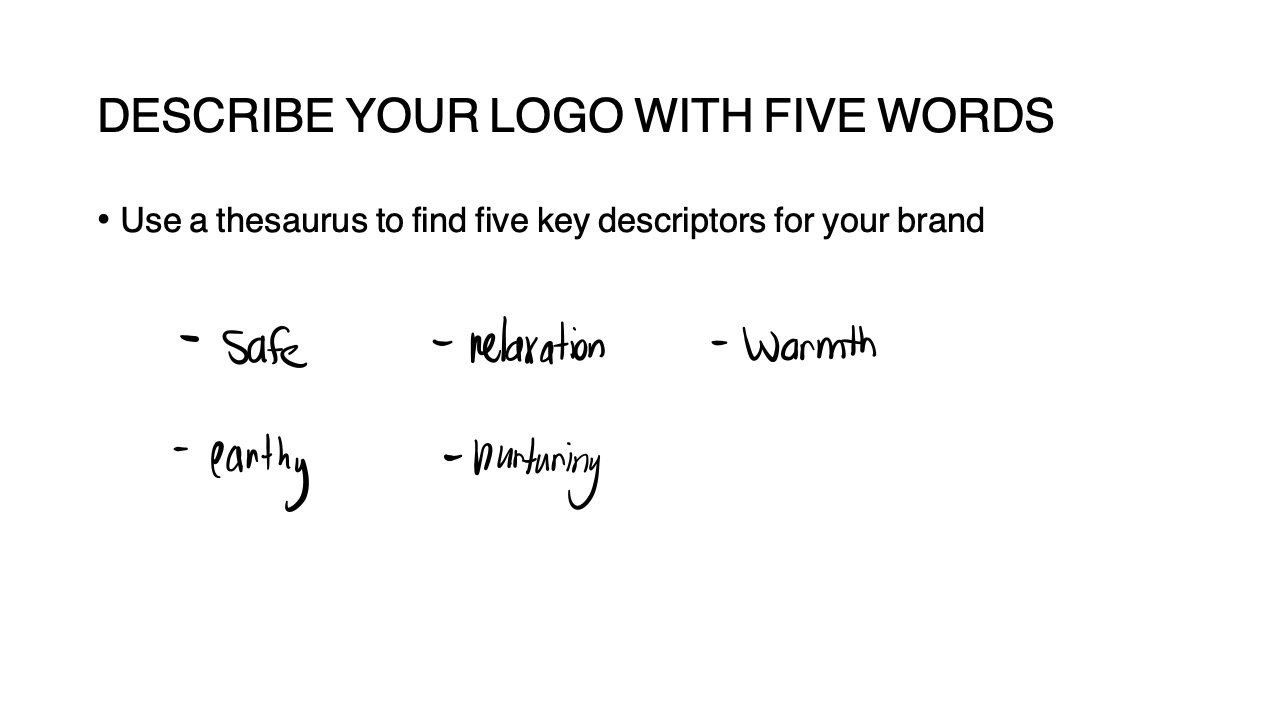 DESCRIBE YOUR LOGO WITH FIVE WORDS
• Use a thesaurus to find five key descriptors for your brand
- Safe - relaxation - Warmth
- earthy - nurturing